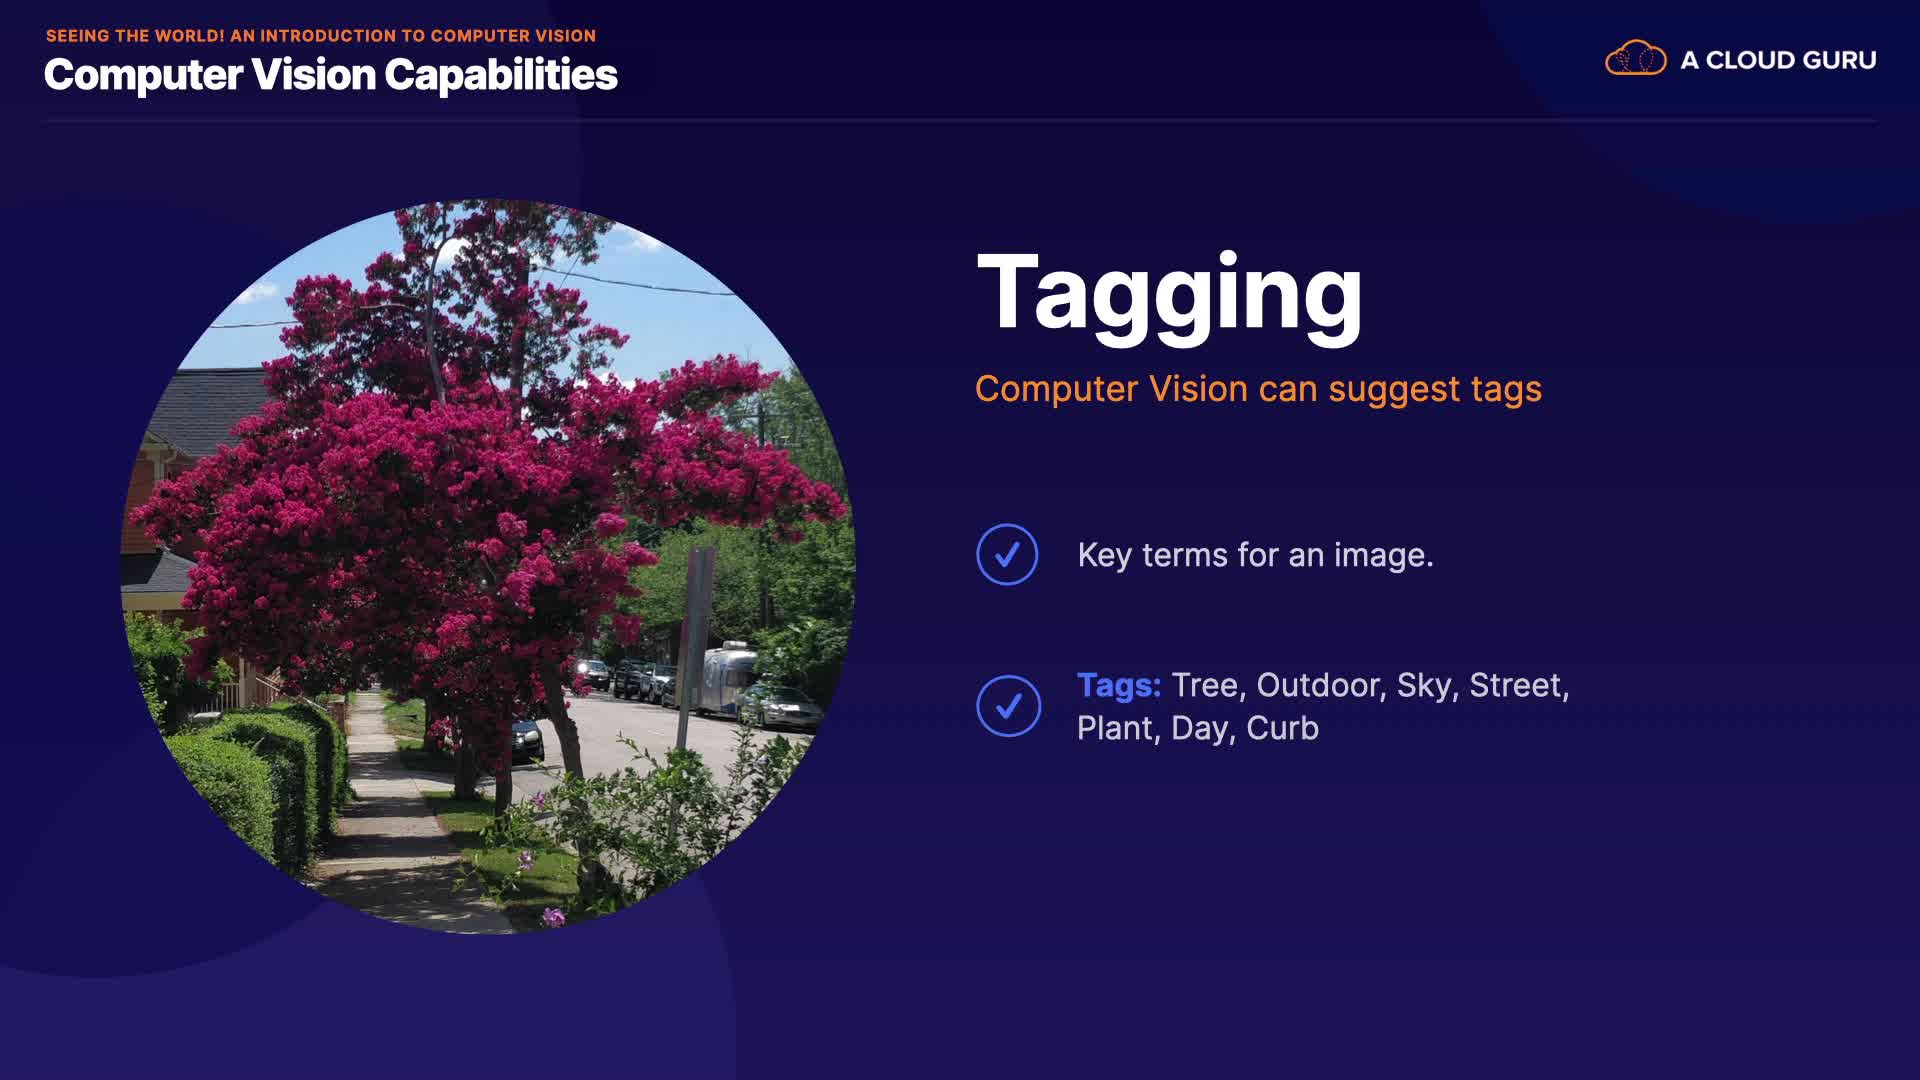 SEEING THE WORLD! AN INTRODUCTION TO COMPUTER VISION
Computer Vision Capabilities
A CLOUD GURU
Tagging
Computer Vision can suggest tags
Key terms for an image.
Tags: Tree, Outdoor, Sky, Street,
Plant, Day, Curb